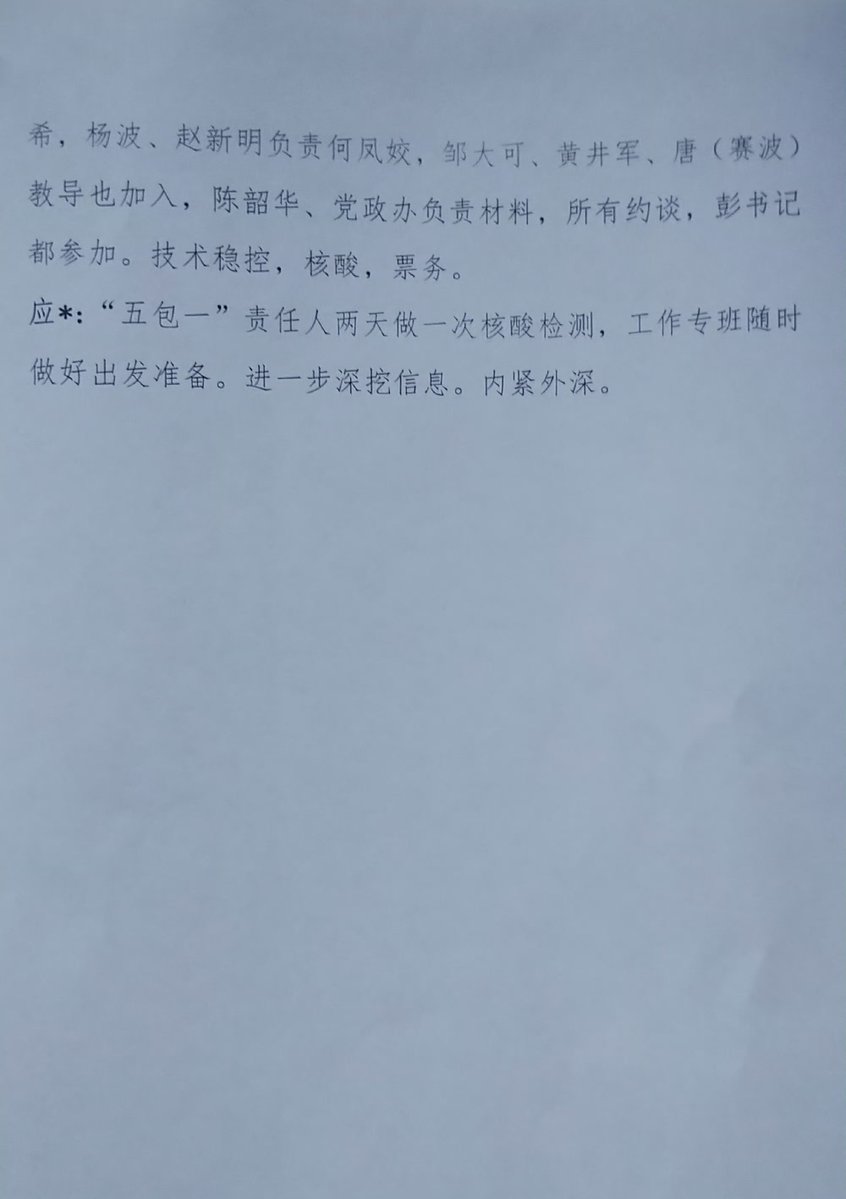 希，杨波、赵新明负责何凤姣，邹大可、黄井军、唐（赛波）
教导也加入，陈韶华、党政办负责材料，所有约谈，彭书记
都参加。技术稳控，核酸，票务。
应*：“五包一”责任人两天做一次核酸检测，工作专班随时
做好出发准备。进一步深挖信息。内紧外深。